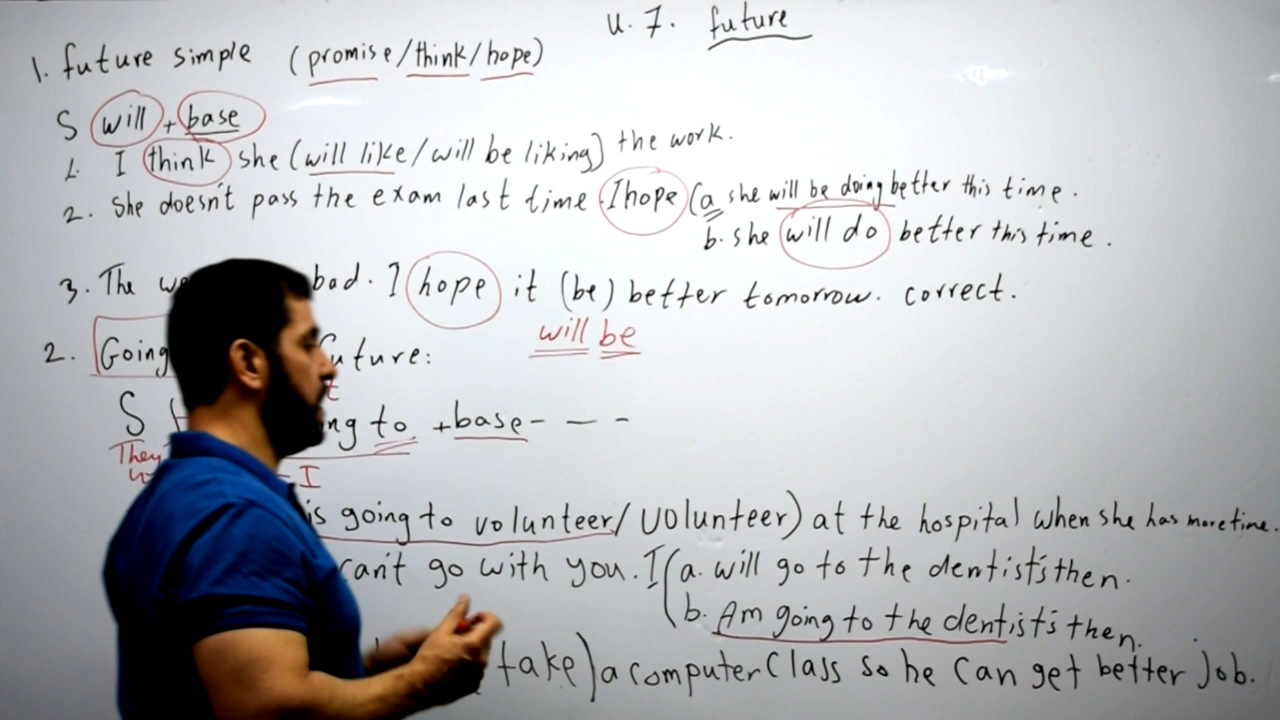 u. 7. future
1. future simple (promise/think/hope)
S will + base
1. I think she (will like/will be liking) the work.
2. She doesn't pass the exam last time. I hope (a she will be doing better this time.
b. she will do better this time.
3. The bad. I hope it (be) better tomorrow. correct.
will be
2. Going future:
S to + base - - -
They I
is going to volunteer/ volunteer) at the hospital when she has more time.
can't go with you. I (a. will go to the dentist's then.
b. Am going to the dentist's then.
take) a computer class so he can get better job.